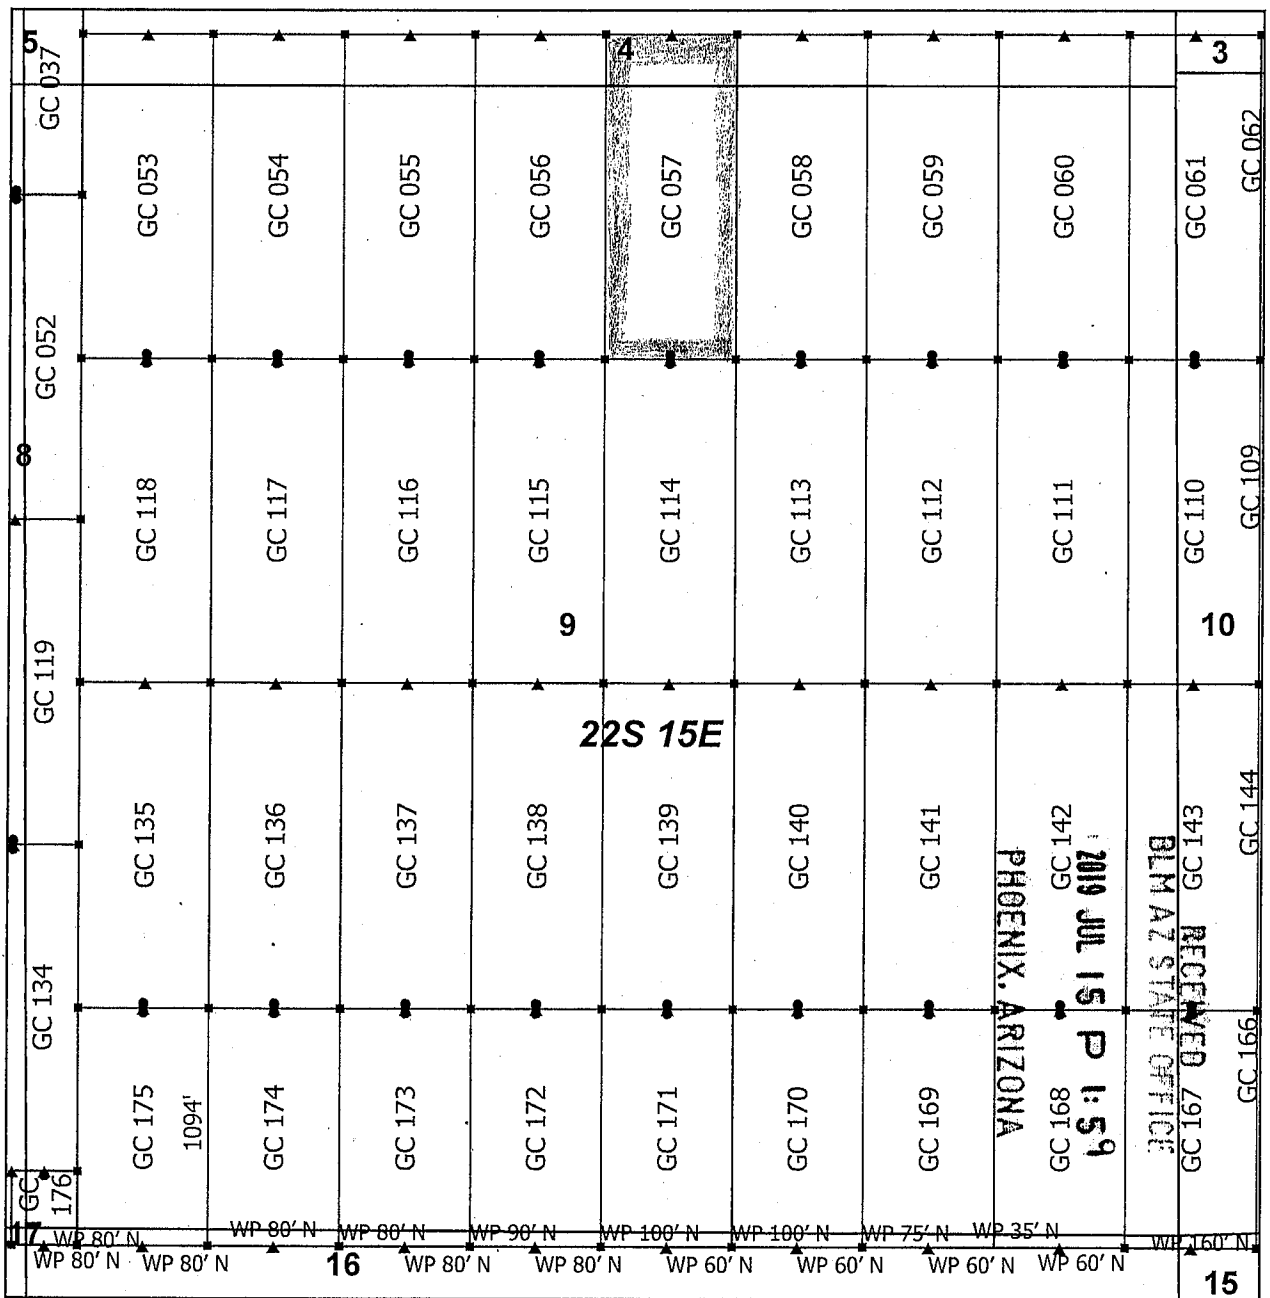 5
4
3
GC 037
GC 053
GC 054
GC 055
GC 056
GC 057
GC 058
GC 059
GC 060
GC 061
GC 062
GC 052
8
GC 118
GC 117
GC 116
GC 115
GC 114
GC 113
GC 112
GC 111
GC 110
GC 109
9
10
GC 119
22S 15E
GC 135
GC 136
GC 137
GC 138
GC 139
GC 140
GC 141
GC 142
GC 143
GC 144
GC 134
RECEIVED
BLM AZ STATE OFFICE
2019 JUL 15 P 1:59
PHOENIX, ARIZONA
GC 175
1094'
GC 174
GC 173
GC 172
GC 171
GC 170
GC 169
GC 168
GC 167
GC 166
GC 176
17
WP 80' N
WP 80' N
WP 80' N
WP 90' N
WP 100' N
WP 100' N
WP 75' N
WP 35' N
WP 160' N
WP 80' N
WP 80' N
16
WP 80' N
WP 80' N
WP 60' N
WP 60' N
WP 60' N
WP 60' N
15